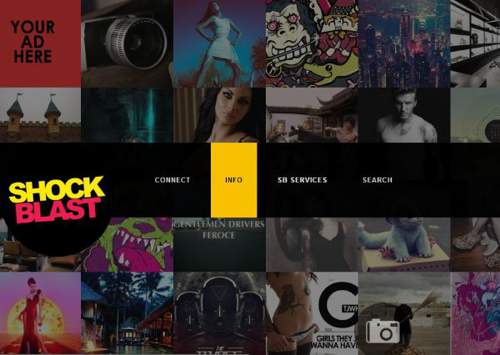 YOUR
AD
HERE
CONNECT
INFO
SB SERVICES
SEARCH
SHOCK
BLAST
GENTLEMEN DRIVERS
FEROCE
GIRLS THEY J
WANNA HAVE